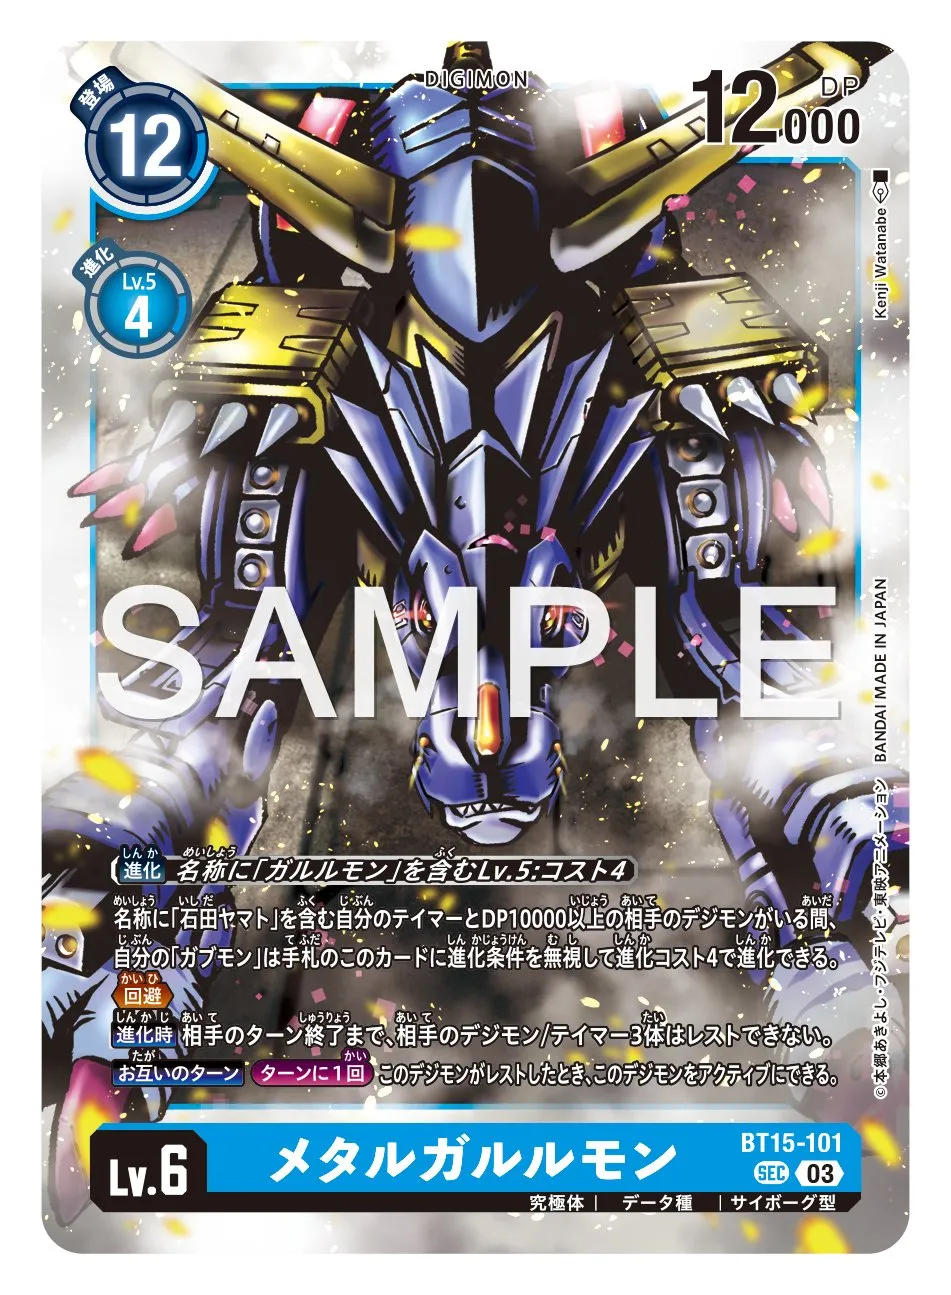 DIGIMON
登場
12
DP
12000
進化
Lv.5
4
Kenji Watanabe
SAMPLE
©本郷あきよし・フジテレビ・東映アニメーション BANDAI MADE IN JAPAN
進化 名称に「ガルルモン」を含むLv.5:コスト4
名称に「石田ヤマト」を含む自分のテイマーとDP10000以上の相手のデジモンがいる間、
自分の「ガブモン」は手札のこのカードに進化条件を無視して進化コスト4で進化できる。
回避
進化時 相手のターン終了まで、相手のデジモン/テイマー3体はレストできない。
お互いのターン ターンに1回 このデジモンがレストしたとき、このデジモンをアクティブにできる。
Lv.6
メタルガルルモン
BT15-101
SEC 03
究極体 | データ種 | サイボーグ型